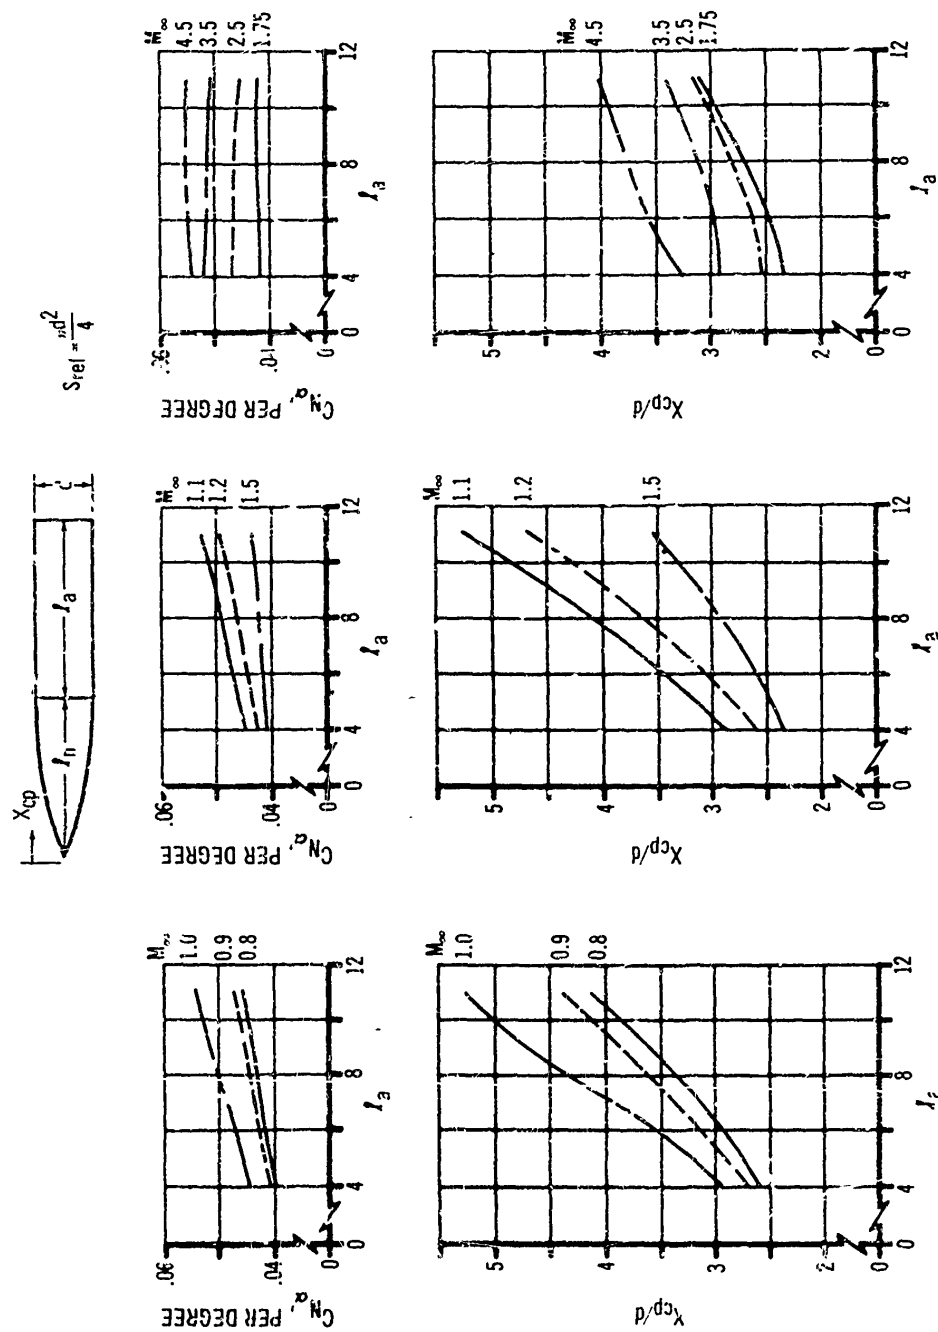 X_cp
l_n
l_a
d
S_ref = πd²/4
C_Nα, PER DEGREE
.06
.04
0
0 4 8 12
l_a
M∞
1.0
0.9
0.8
C_Nα, PER DEGREE
.06
.04
0
0 4 8 12
l_a
M∞
1.1
1.2
1.5
C_Nα, PER DEGREE
.06
.04
0
0 4 8 12
l_a
M∞
4.5
3.5
2.5
1.75
X_cp/d
5
4
3
2
0
0 4 8 12
M∞
1.0
0.9
0.8
X_cp/d
5
4
3
2
0
0 4 8 12
l_a
M∞
1.1
1.2
1.5
X_cp/d
5
4
3
2
0
0 4 8 12
l_a
M∞
4.5
3.5
2.5
1.75